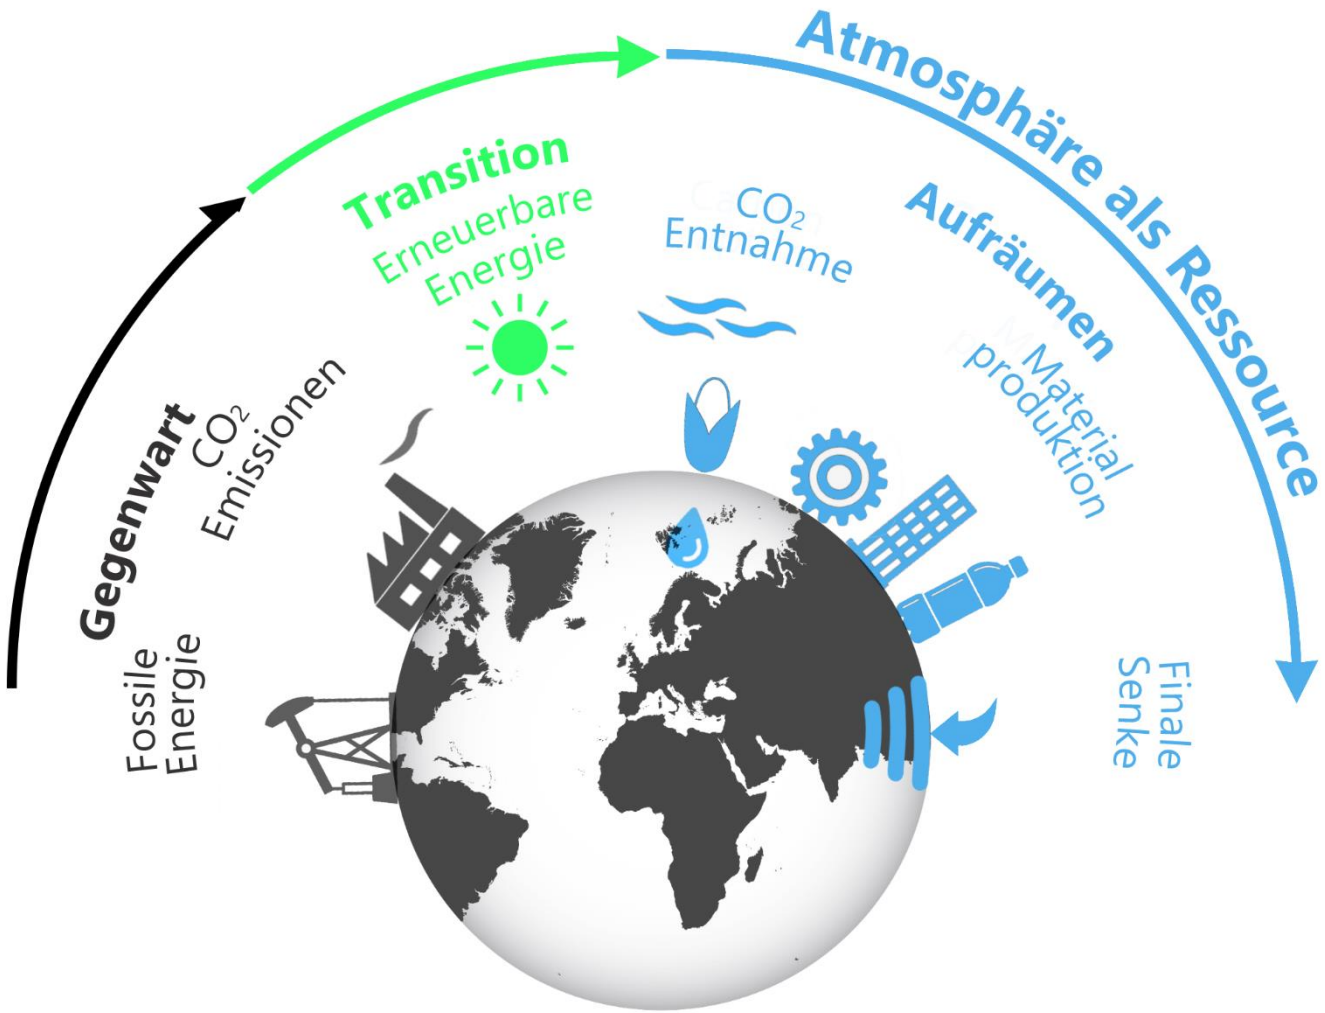 Gegenwart
Fossile
Energie
CO₂
Emissionen
Transition
Erneuerbare
Energie
Atmosphäre als Ressource
CO₂
Entnahme
Aufräumen
Material
produktion
Finale
Senke